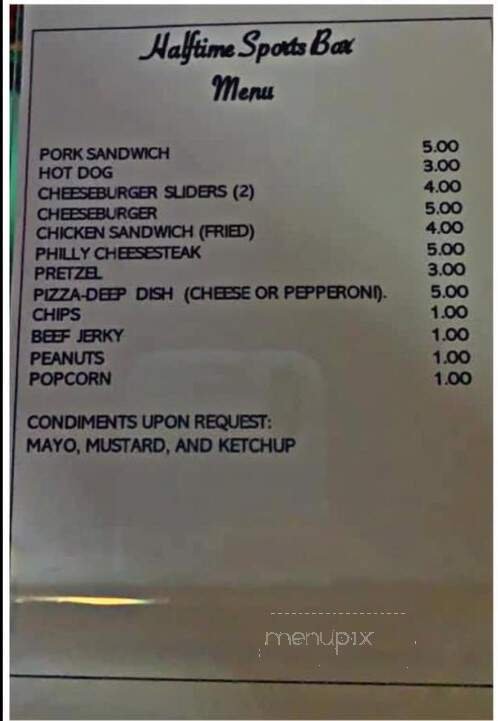 Halftime Sports Bar
Menu
PORK SANDWICH 5.00
HOT DOG 3.00
CHEESEBURGER SLIDERS (2) 4.00
CHEESEBURGER 5.00
CHICKEN SANDWICH (FRIED) 4.00
PHILLY CHEESESTEAK 5.00
PRETZEL 3.00
PIZZA-DEEP DISH (CHEESE OR PEPPERONI). 5.00
CHIPS 1.00
BEEF JERKY 1.00
PEANUTS 1.00
POPCORN 1.00
CONDIMENTS UPON REQUEST:
MAYO, MUSTARD, AND KETCHUP
menupix